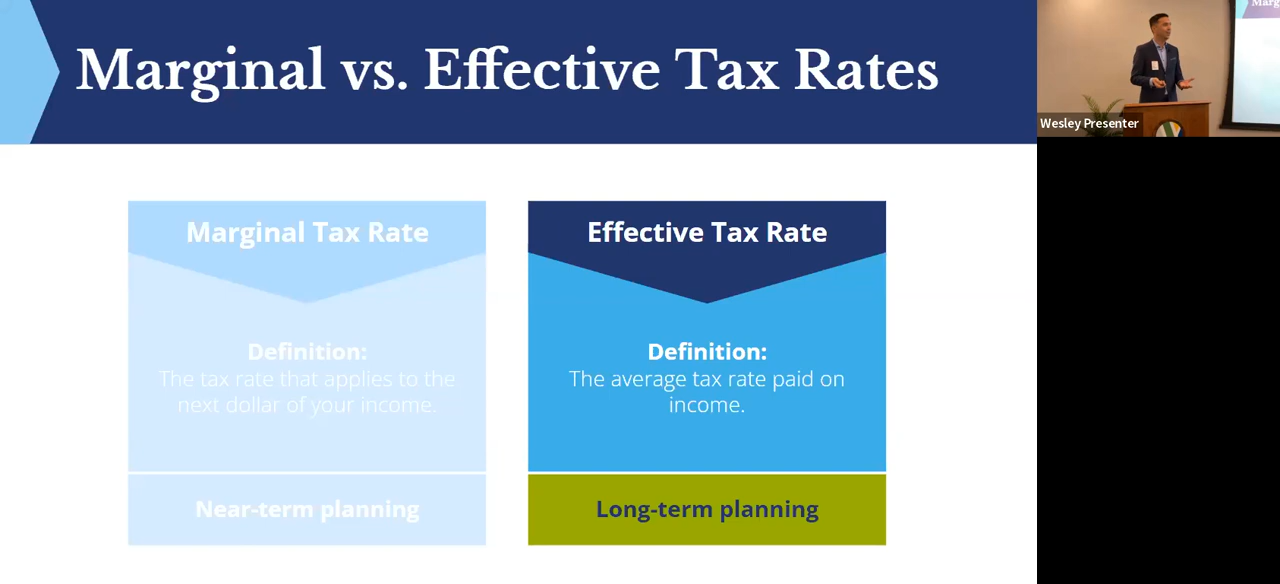 Marginal vs. Effective Tax Rates
Marg
Wesley Presenter
Marginal Tax Rate
Definition:
The tax rate that applies to the
next dollar of your income.
Near-term planning
Effective Tax Rate
Definition:
The average tax rate paid on
income.
Long-term planning